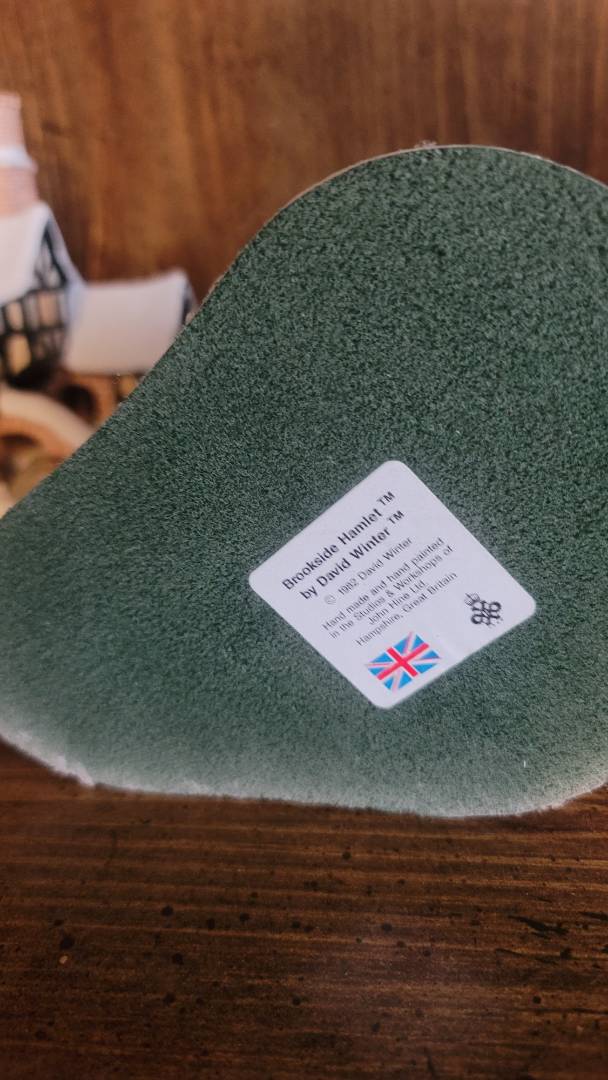 Brookside Hamlet ™
by David Winter ™
© 1982 David Winter
Hand made and hand painted
in the Studios & Workshops of
John Hine Ltd.,
Hampshire, Great Britain